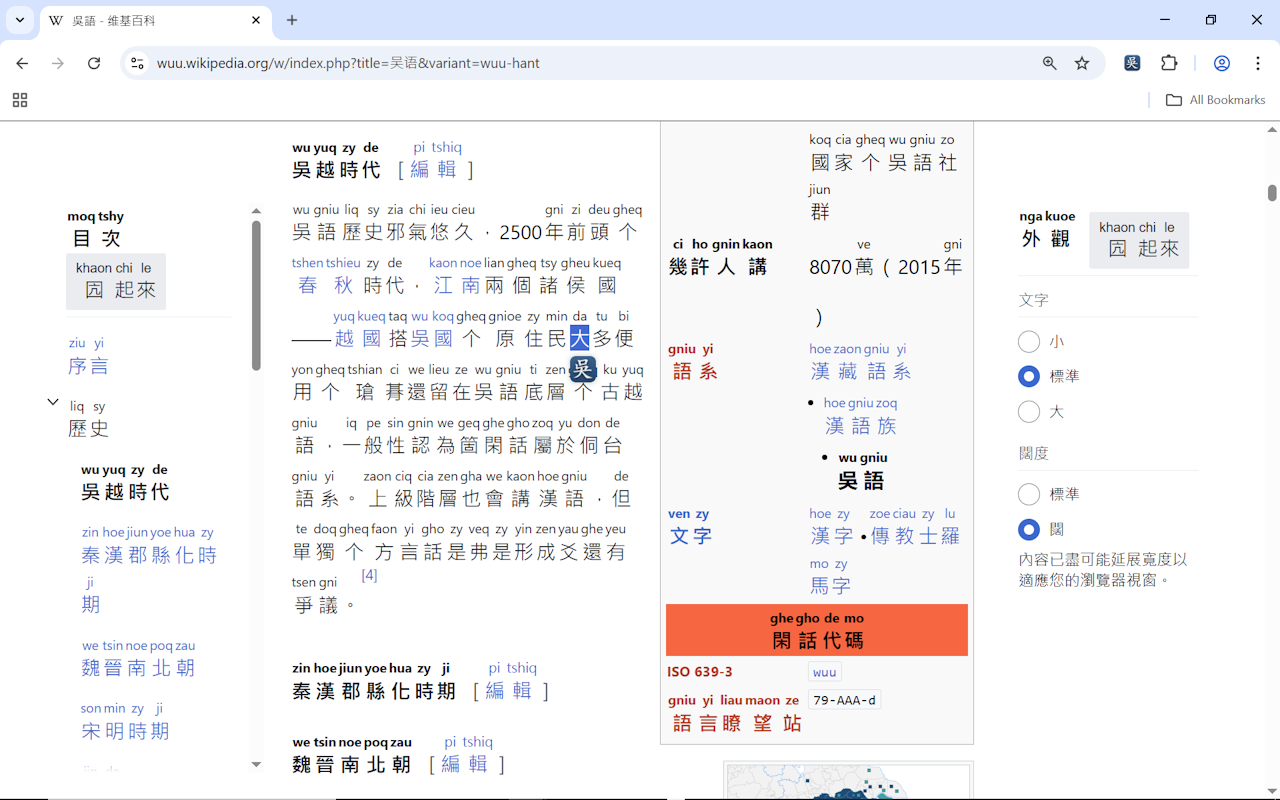 吳語 - 維基百科
wuu.wikipedia.org/w/index.php?title=吴语&variant=wuu-hant
吳
All Bookmarks
moq tshy
目次
khaon chi le
囥起來
ziu yi
序言
liq sy
歷史
wu yuq zy de
吳越時代
zin hoe jiun yoe hua zy
秦漢郡縣化時
ji
期
we tsin noe poq zau
魏晉南北朝
son min zy ji
宋明時期
wu yuq zy de pi tshiq
吳越時代 [編輯]
wu gniu liq sy zia chi ieu cieu gni zi deu gheq
吳語歷史邪氣悠久，2500年前頭个
tshen tshieu zy de kaon noe lian gheq tsy gheu kueq
春秋時代，江南兩個諸侯國
yuq kueq taq wu koq gheq gnioe zy min da tu bi
——越國搭吳國个原住民大多便
吳
yon gheq tshian ci we lieu ze wu gniu ti zen ku yuq
用个瑲朞還留在吳語底層个古越
gniu iq pe sin gnin we geq ghe gho zoq yu don de
語，一般性認為箇閑話屬於侗台
gniu yi zaon ciq cia zen gha we kaon hoe gniu de
語系。上級階層也會講漢語，但
te doq gheq faon yi gho zy veq zy yin zen yau ghe yeu
單獨个方言話是弗是形成爻還有
tsen gni [4]
爭議。
zin hoe jiun yoe hua zy ji pi tshiq
秦漢郡縣化時期 [編輯]
we tsin noe poq zau pi tshiq
魏晉南北朝 [編輯]
koq cia gheq wu gniu zo
國家个吳語社
jiun
群
ci ho gnin kaon ve gni
幾許人講 8070萬（2015年
）
gniu yi hoe zaon gniu yi
語系 漢藏語系
hoe gniu zoq
• 漢語族
wu gniu
• 吳語
ven zy hoe zy zoe ciau zy lu
文字 漢字 • 傳教士羅
mo zy
馬字
ghe gho de mo
閑話代碼
ISO 639-3 wuu
gniu yi liau maon ze 79-AAA-d
語言瞭望站
nga kuoe
外觀
khaon chi le
囥起來
文字
小
標準
大
闊度
標準
闊
內容已盡可能延展寬度以
適應您的瀏覽器視窗。